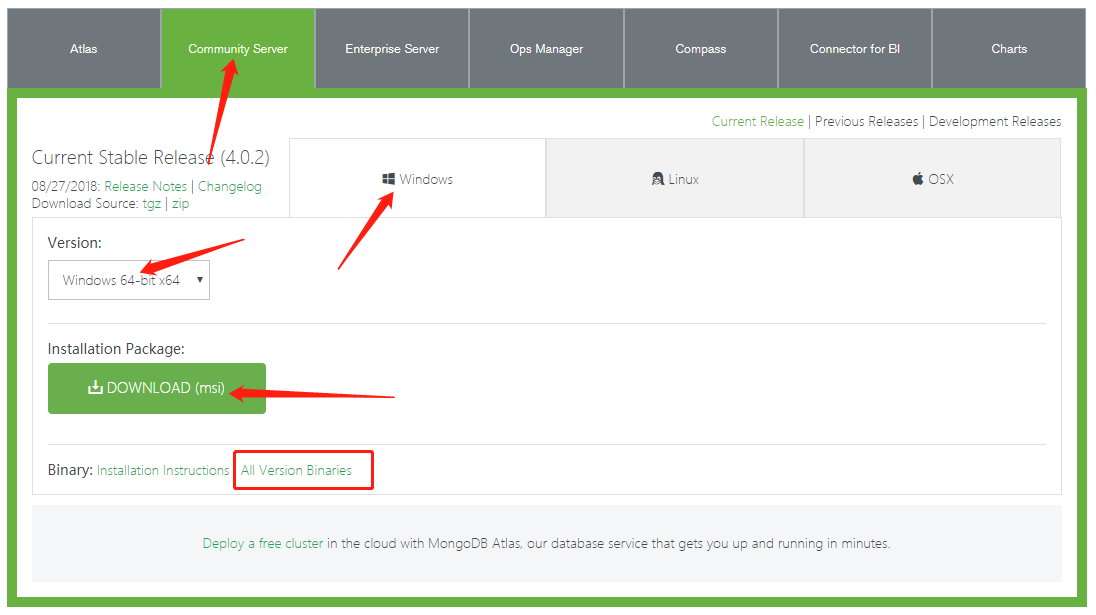 Atlas
Community Server
Enterprise Server
Ops Manager
Compass
Connector for BI
Charts
Current Release | Previous Releases | Development Releases
Current Stable Release (4.0.2)
08/27/2018: Release Notes | Changelog
Download Source: tgz | zip
Windows
Linux
OSX
Version:
Windows 64-bit x64
Installation Package:
DOWNLOAD (msi)
Binary: Installation Instructions All Version Binaries
Deploy a free cluster in the cloud with MongoDB Atlas, our database service that gets you up and running in minutes.